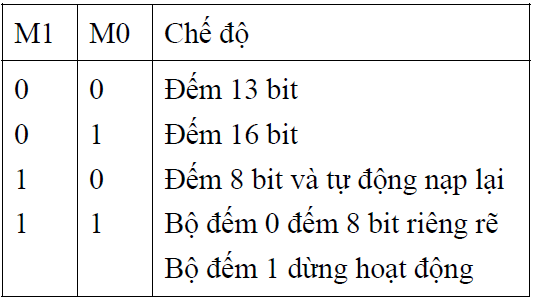 M1 M0 Chế độ
0 0 Đếm 13 bit
0 1 Đếm 16 bit
1 0 Đếm 8 bit và tự động nạp lại
1 1 Bộ đếm 0 đếm 8 bit riêng rẽ
Bộ đếm 1 dừng hoạt động